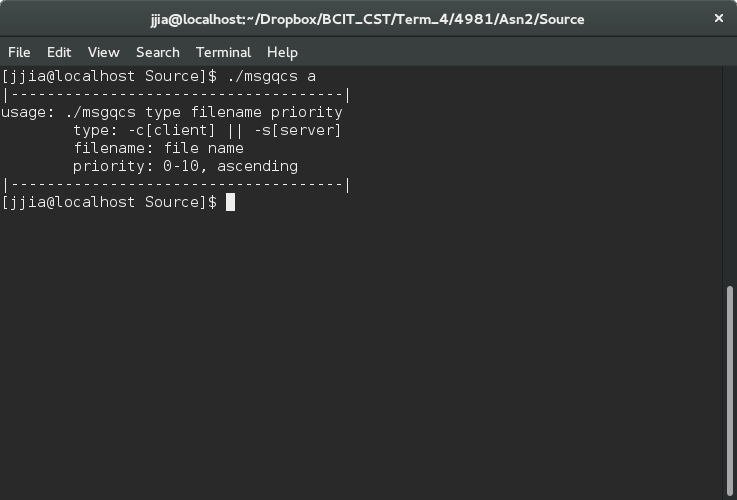 jjia@localhost:~/Dropbox/BCIT_CST/Term_4/4981/Asn2/Source ×
File Edit View Search Terminal Help
[jjia@localhost Source]$ ./msgqcs a
|-------------------------------------|
usage: ./msgqcs type filename priority
        type: -c[client] || -s[server]
        filename: file name
        priority: 0-10, ascending
|-------------------------------------|
[jjia@localhost Source]$